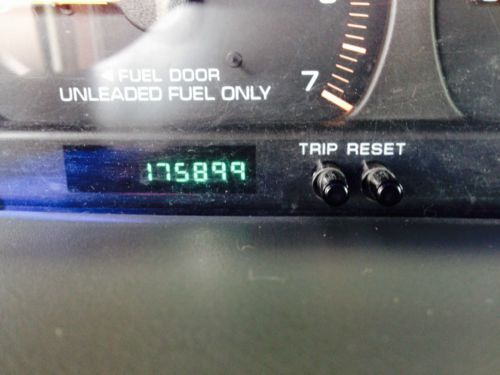 7
◄ FUEL DOOR
UNLEADED FUEL ONLY
TRIP RESET
175899